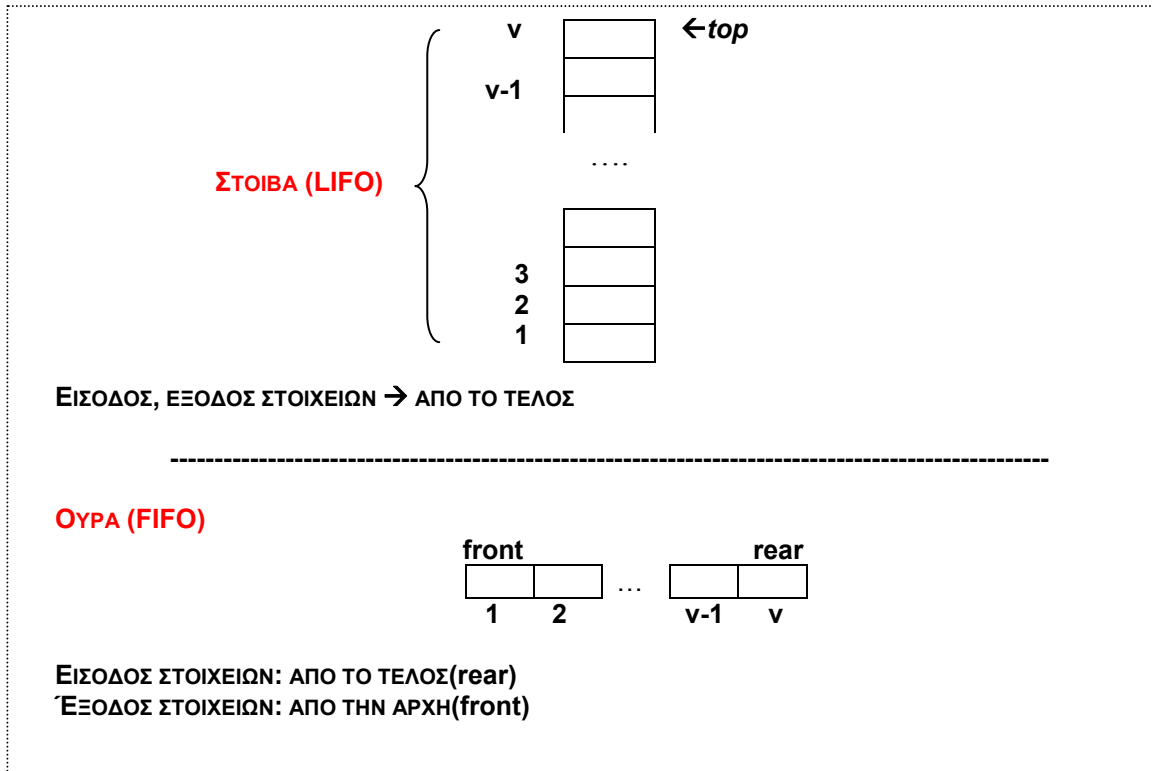 ν ←top
ν-1
....
ΣΤΟΙΒΑ (LIFO)
3
2
1
ΕΙΣΟΔΟΣ, ΕΞΟΔΟΣ ΣΤΟΙΧΕΙΩΝ → ΑΠΟ ΤΟ ΤΕΛΟΣ
ΟΥΡΑ (FIFO)
front rear
...
1 2 ν-1 ν
ΕΙΣΟΔΟΣ ΣΤΟΙΧΕΙΩΝ: ΑΠΟ ΤΟ ΤΕΛΟΣ(rear)
ΈΞΟΔΟΣ ΣΤΟΙΧΕΙΩΝ: ΑΠΟ ΤΗΝ ΑΡΧΗ(front)